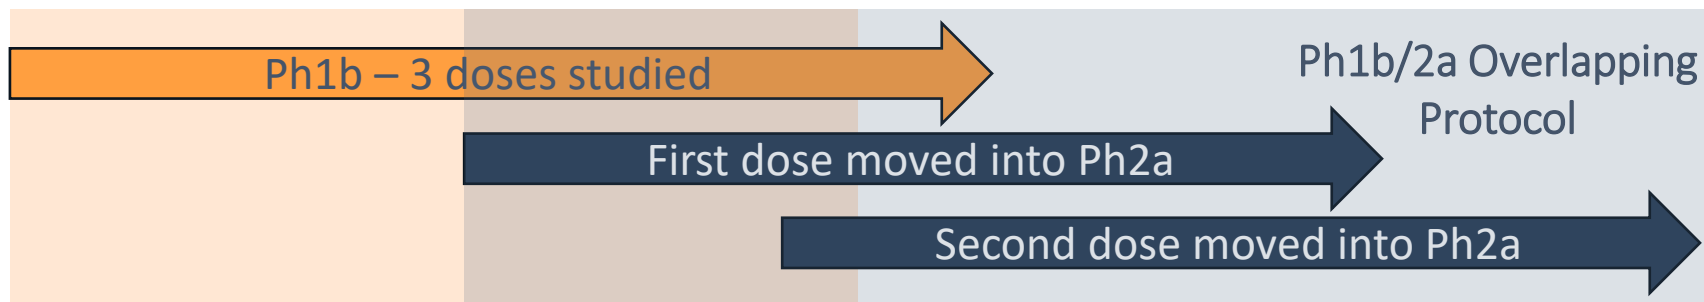 Ph1b – 3 doses studied
Ph1b/2a Overlapping
Protocol
First dose moved into Ph2a
Second dose moved into Ph2a